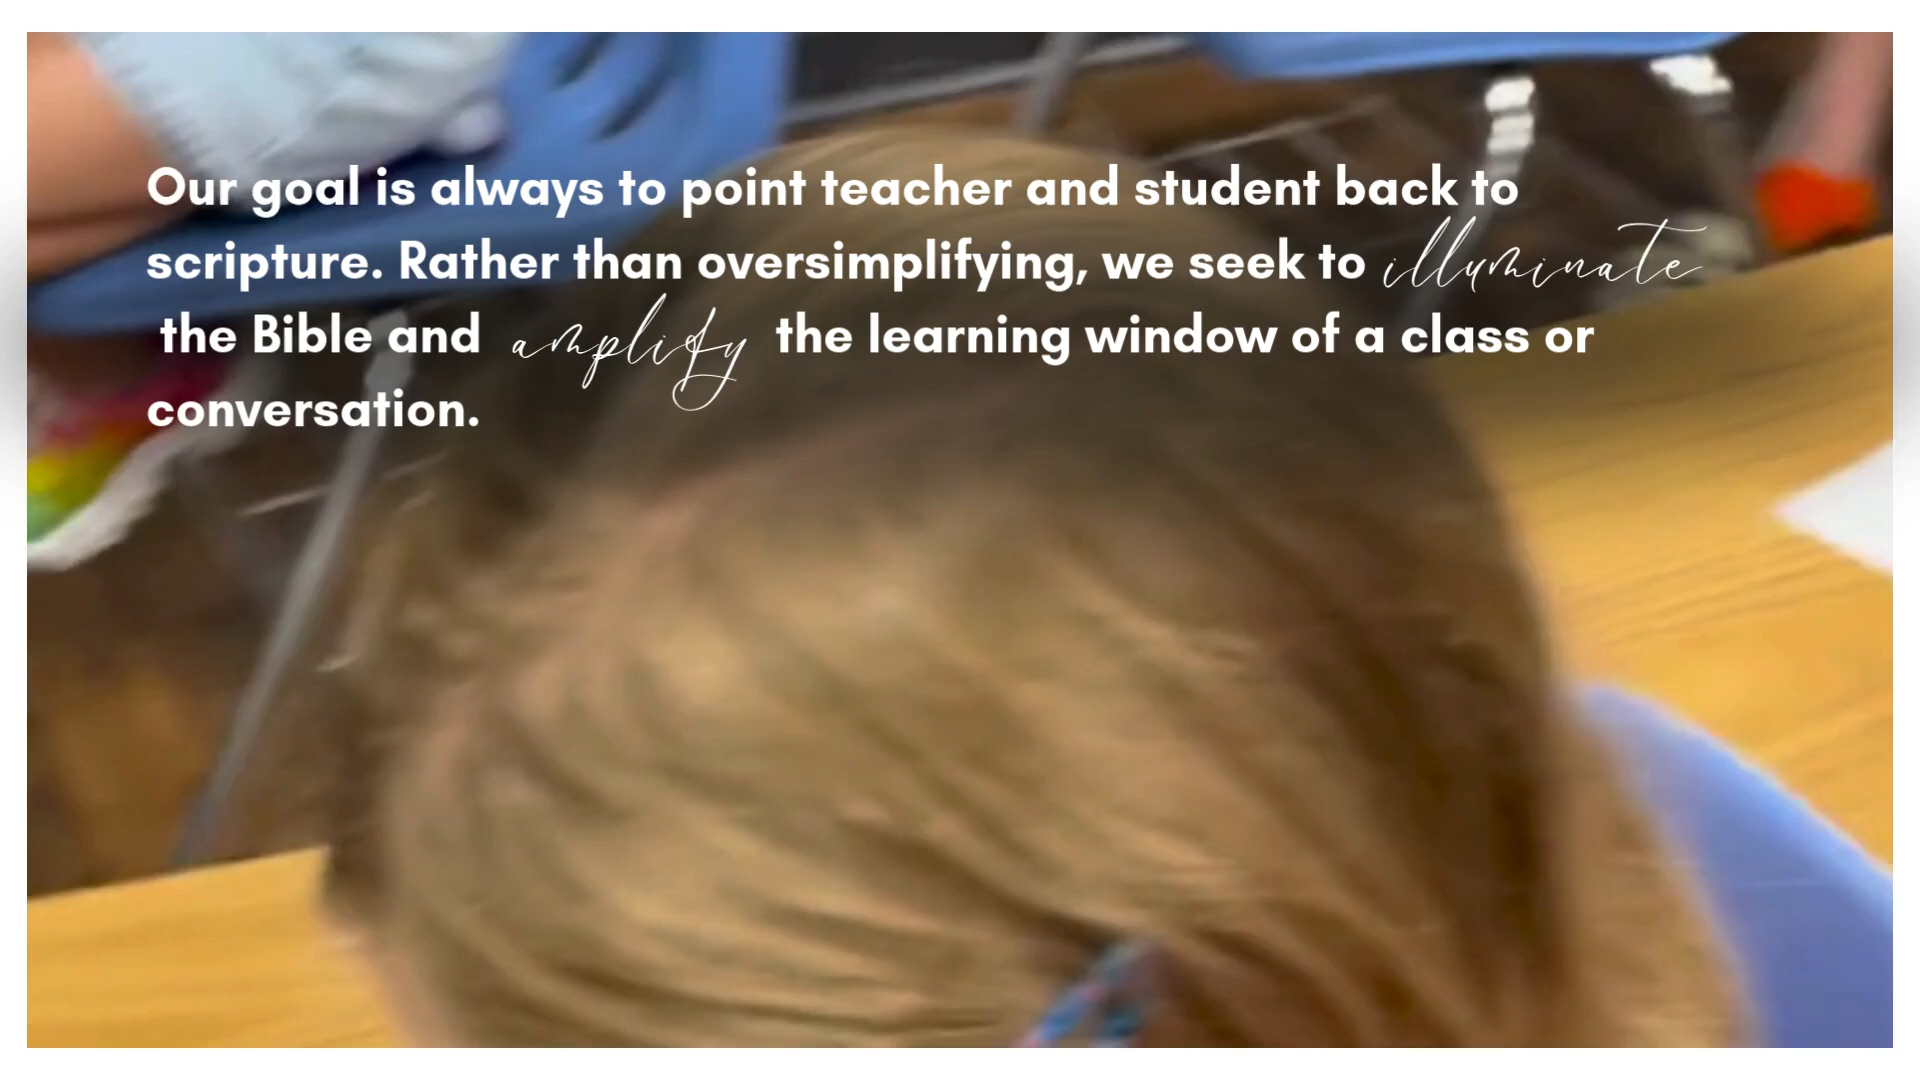 Our goal is always to point teacher and student back to
scripture. Rather than oversimplifying, we seek to illuminate
the Bible and amplify the learning window of a class or
conversation.